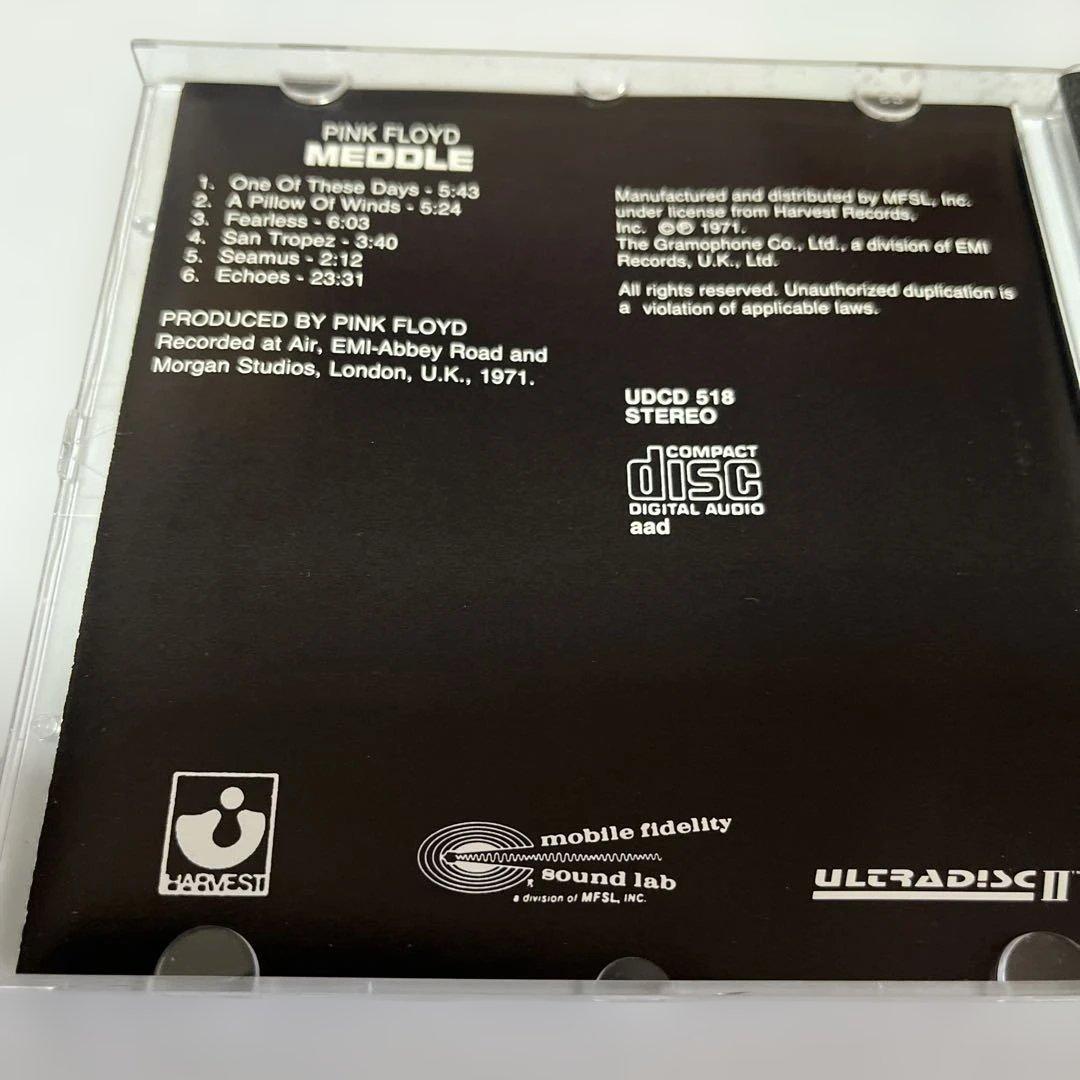 PINK FLOYD
MEDDLE
1. One Of These Days - 5:43
2. A Pillow Of Winds - 5:24
3. Fearless - 6:03
4. San Tropez - 3:40
5. Seamus - 2:12
6. Echoes - 23:31
PRODUCED BY PINK FLOYD
Recorded at Air, EMI-Abbey Road and
Morgan Studios, London, U.K., 1971.
Manufactured and distributed by MFSL, Inc.
under license from Harvest Records,
Inc. ©℗ 1971.
The Gramophone Co., Ltd., a division of EMI
Records, U.K., Ltd.
All rights reserved. Unauthorized duplication is
a violation of applicable laws.
UDCD 518
STEREO
COMPACT
disc
DIGITAL AUDIO
aad
HARVEST
mobile fidelity
sound lab
a division of MFSL, INC.
ULTRADISC II™